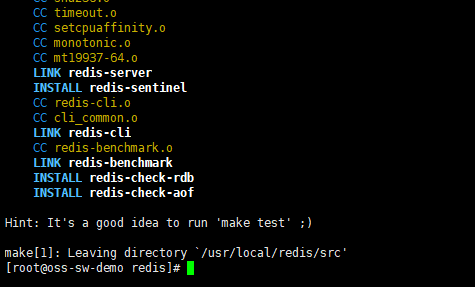 CC timeout.o
CC setcpuaffinity.o
CC monotonic.o
CC mt19937-64.o
LINK redis-server
INSTALL redis-sentinel
CC redis-cli.o
CC cli_common.o
LINK redis-cli
CC redis-benchmark.o
LINK redis-benchmark
INSTALL redis-check-rdb
INSTALL redis-check-aof
Hint: It's a good idea to run 'make test' ;)
make[1]: Leaving directory `/usr/local/redis/src'
[root@oss-sw-demo redis]#